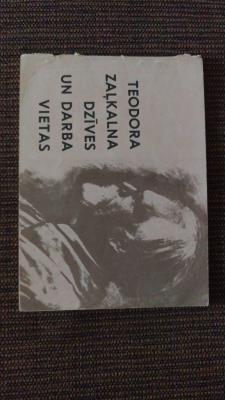 TEODORA
ZAĻKALNA
DZĪVES
UN DARBA
VIETAS